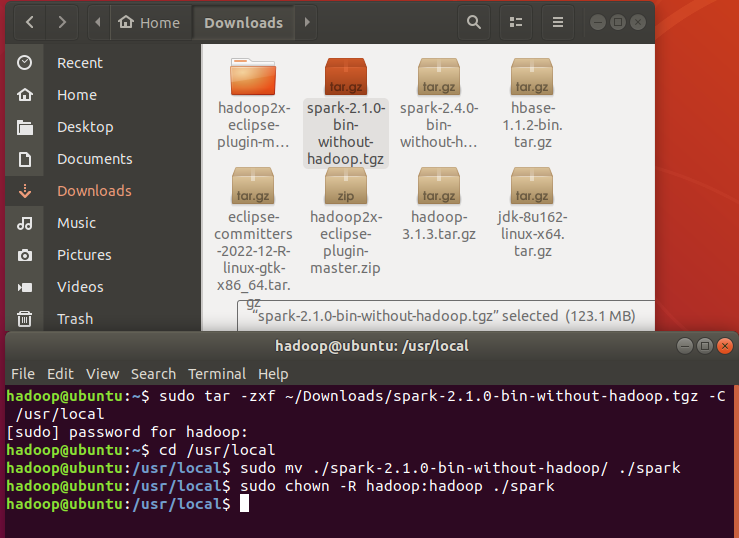 Home
Downloads
Recent
Home
Desktop
Documents
Downloads
Music
Pictures
Videos
Trash
tar.gz
tar.gz
tar.gz
hadoop2x-
eclipse-
plugin-m...
spark-2.1.0-
bin-
without-
hadoop.tgz
spark-2.4.0-
bin-
without-h...
hbase-
1.1.2-bin.
tar.gz
tar.gz
zip
tar.gz
tar.gz
eclipse-
committers
-2022-12-R-
linux-gtk-
x86_64.tar.
gz
hadoop2x-
eclipse-
plugin-
master.zip
hadoop-
3.1.3.tar.gz
jdk-8u162-
linux-x64.
tar.gz
"spark-2.1.0-bin-without-hadoop.tgz" selected (123.1 MB)
hadoop@ubuntu: /usr/local
File Edit View Search Terminal Help
hadoop@ubuntu:~$ sudo tar -zxf ~/Downloads/spark-2.1.0-bin-without-hadoop.tgz -C
/usr/local
[sudo] password for hadoop:
hadoop@ubuntu:~$ cd /usr/local
hadoop@ubuntu:/usr/local$ sudo mv ./spark-2.1.0-bin-without-hadoop/ ./spark
hadoop@ubuntu:/usr/local$ sudo chown -R hadoop:hadoop ./spark
hadoop@ubuntu:/usr/local$